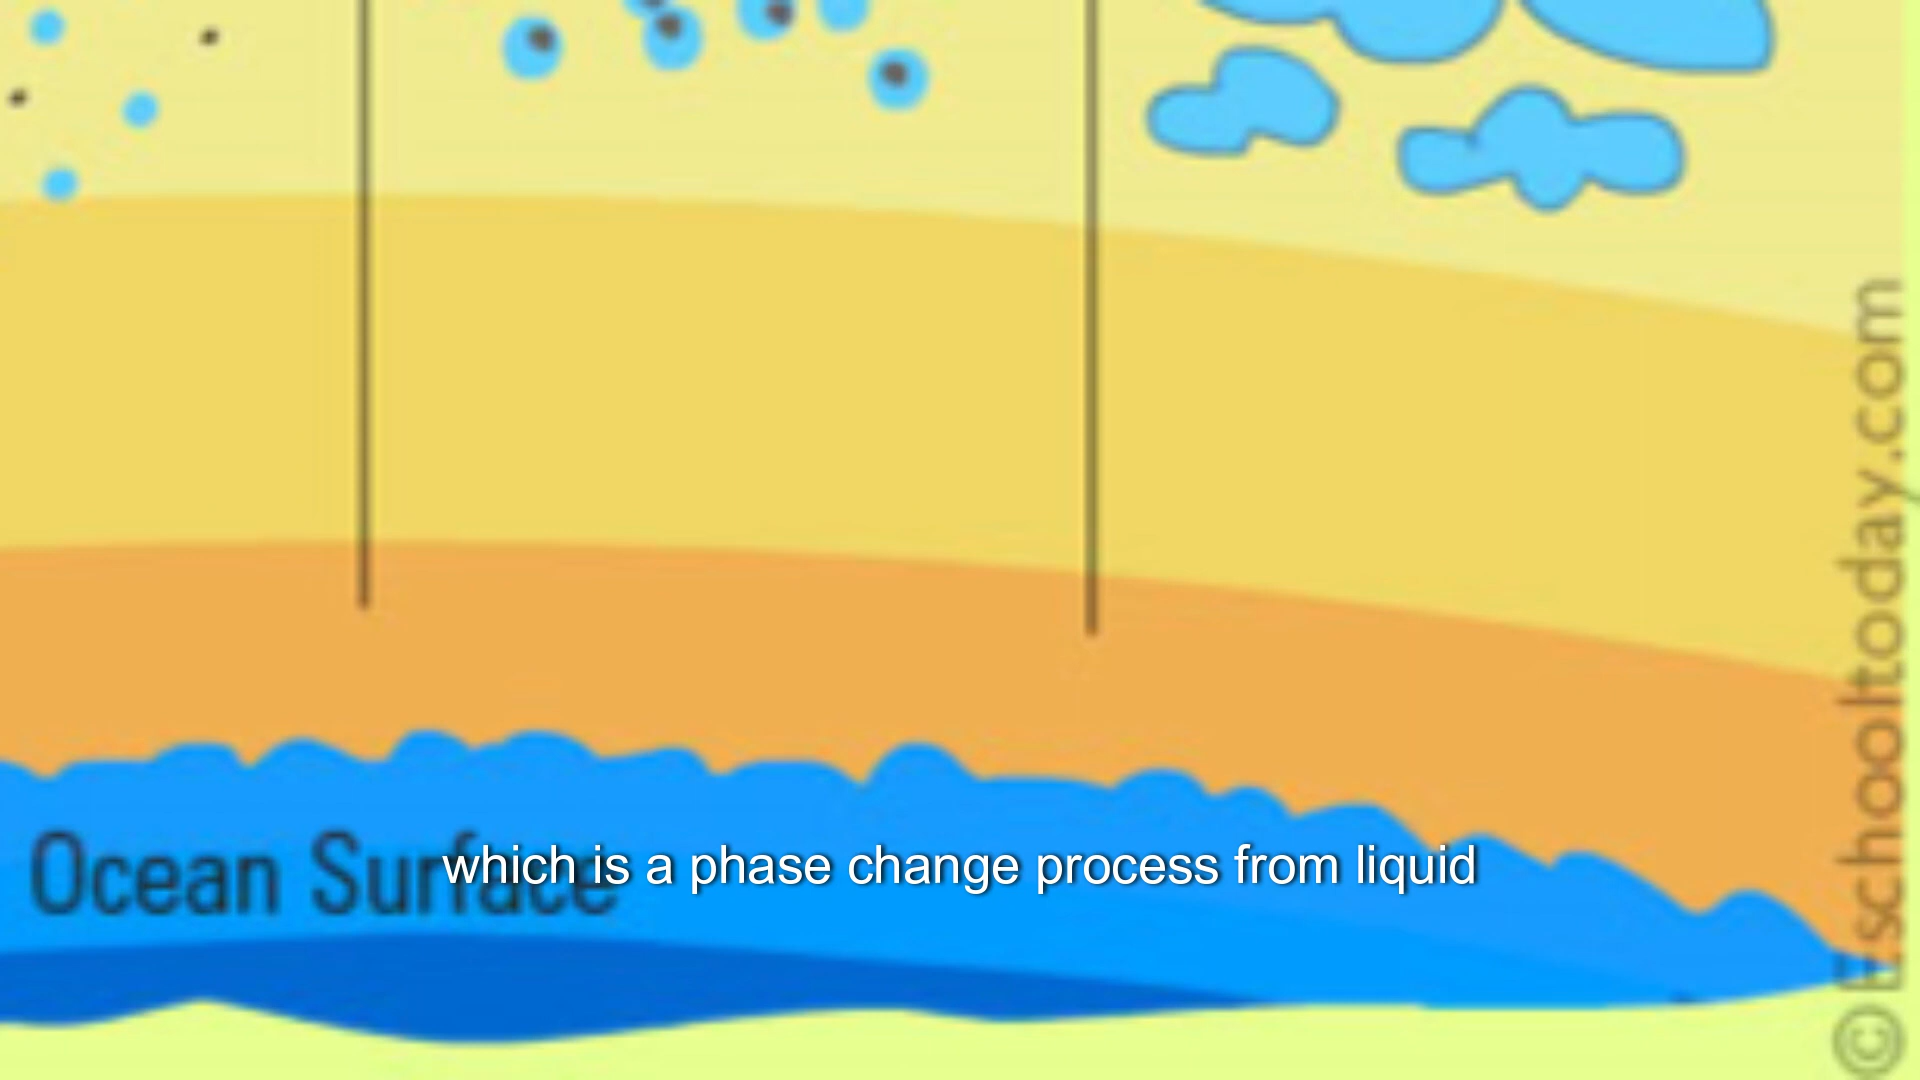 Ocean Surface
which is a phase change process from liquid
©Eschooltoday.com